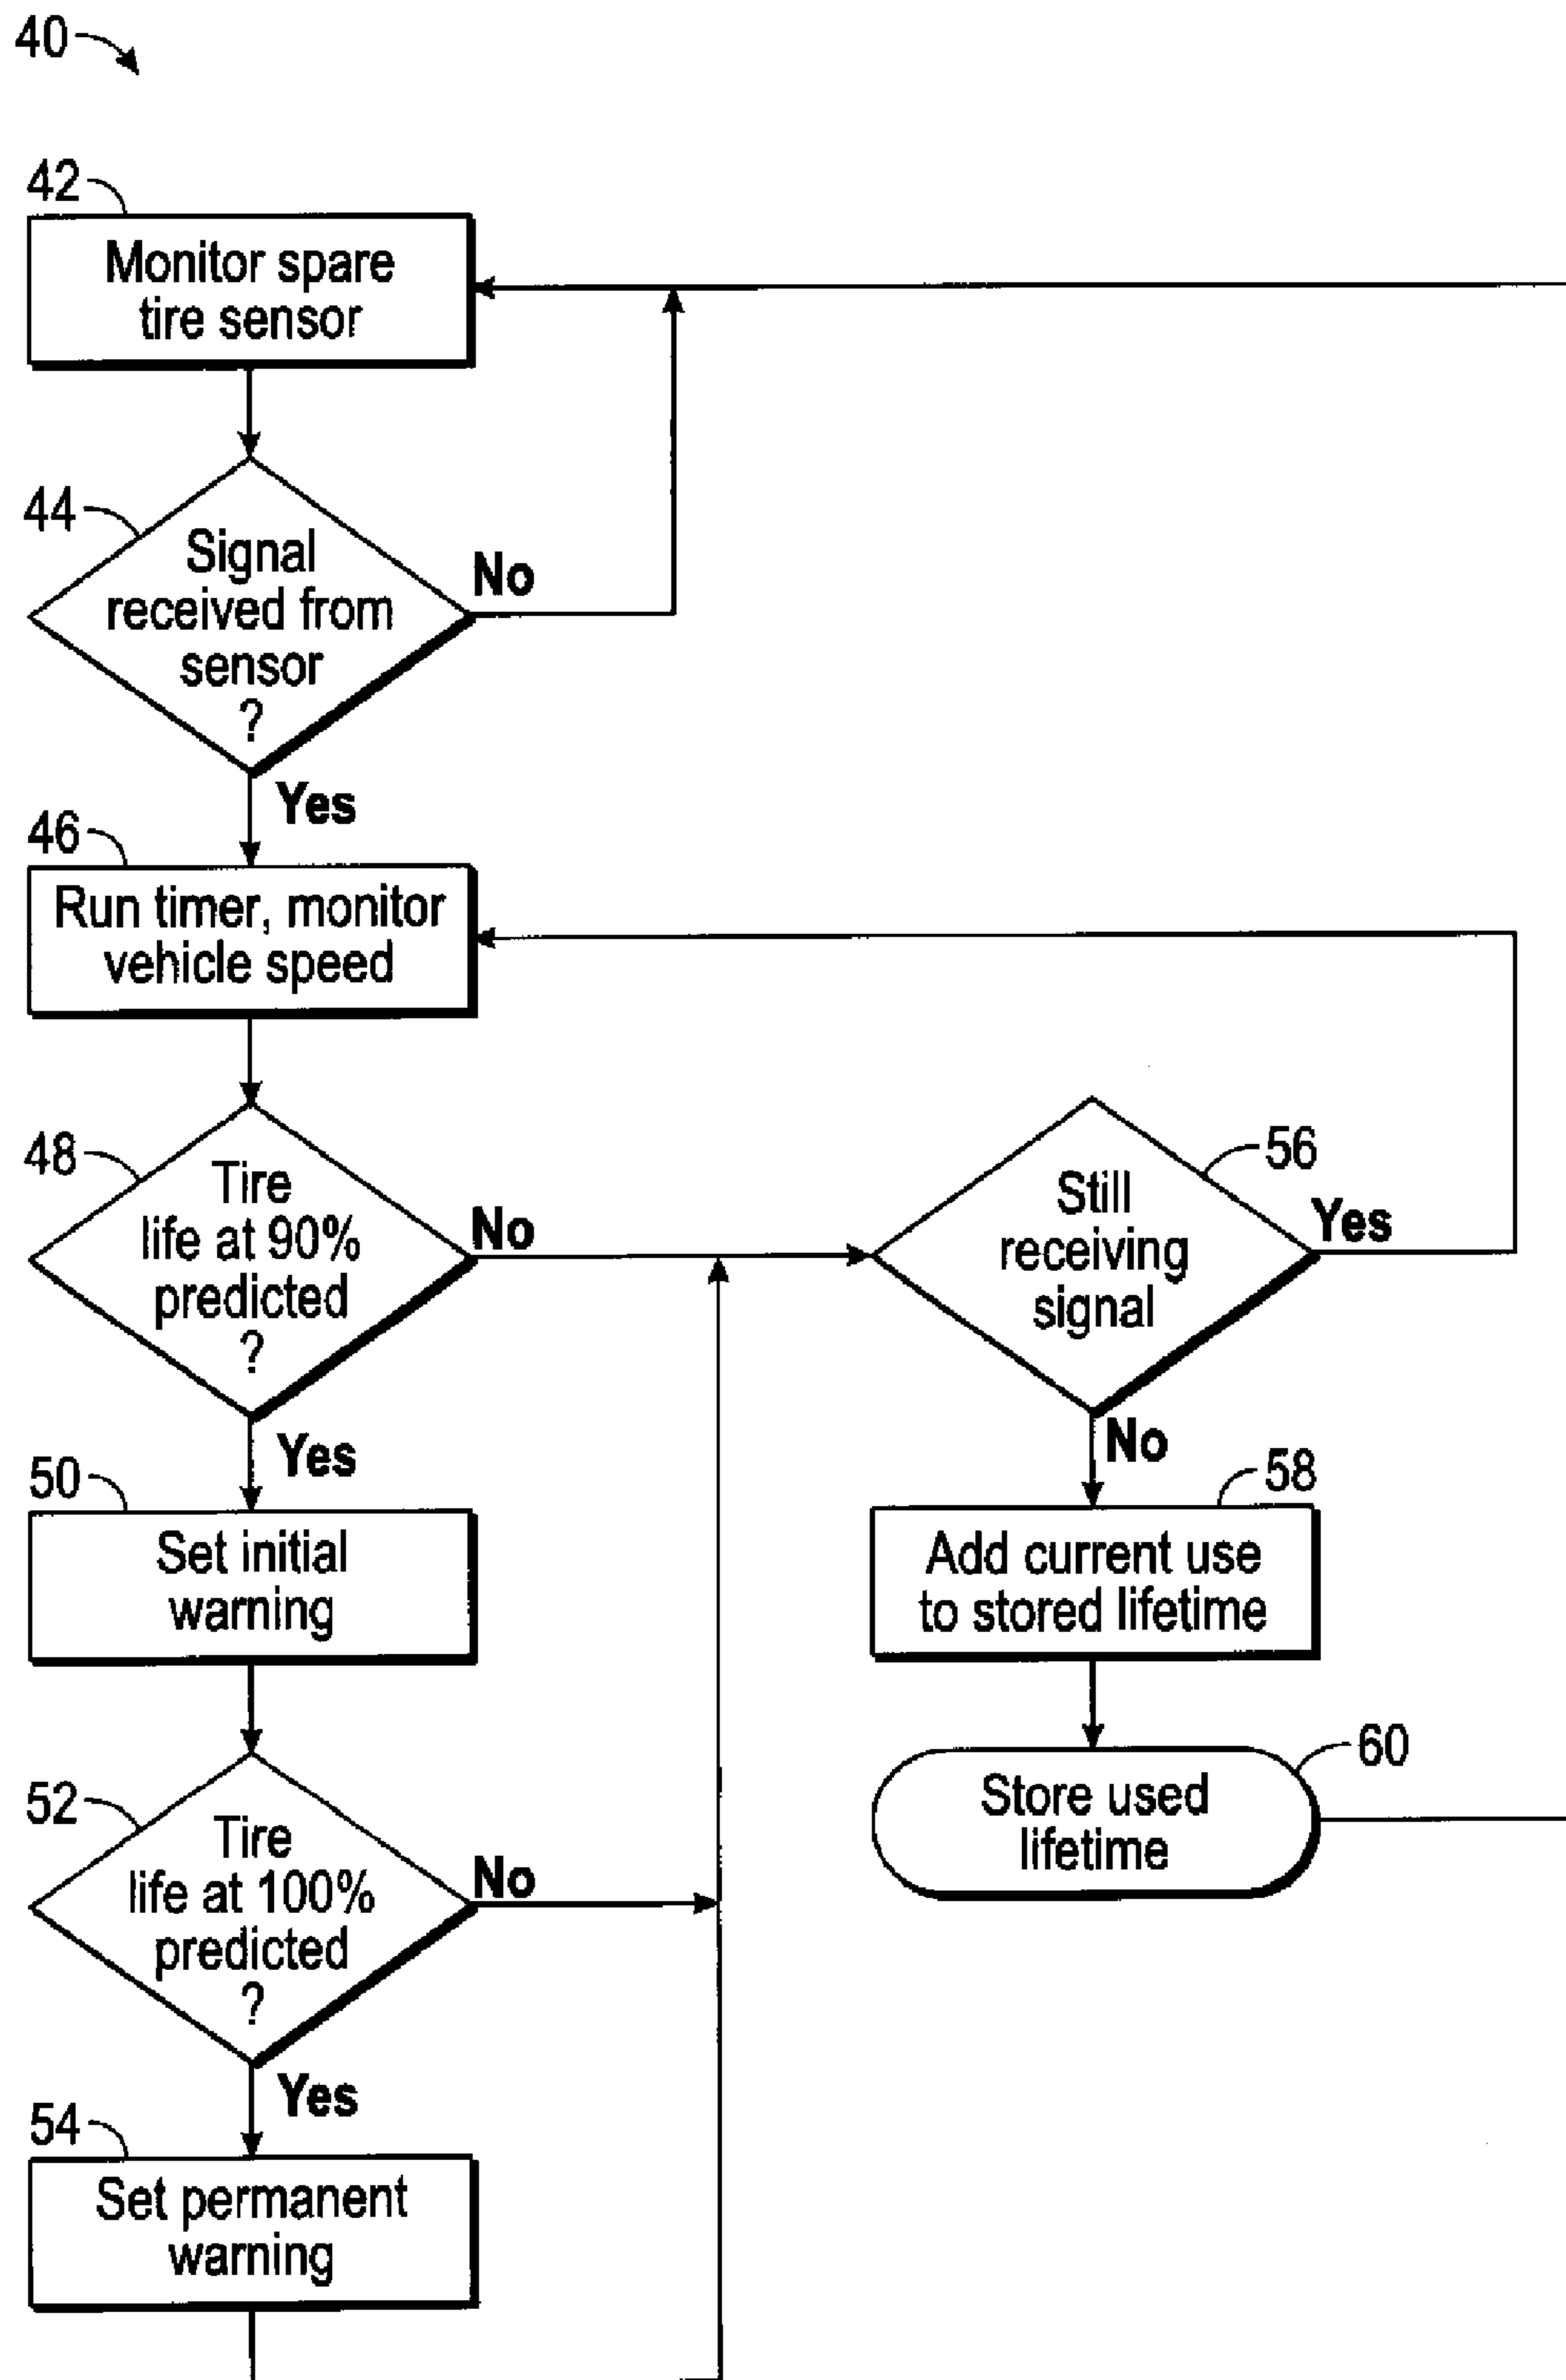 40
42
Monitor spare
tire sensor
44
Signal
received from
sensor
?
No
Yes
46
Run timer, monitor
vehicle speed
48
Tire
life at 90%
predicted
?
No
Yes
56
Still
receiving
signal
Yes
No
50
Set initial
warning
58
Add current use
to stored lifetime
52
Tire
life at 100%
predicted
?
No
Yes
60
Store used
lifetime
54
Set permanent
warning